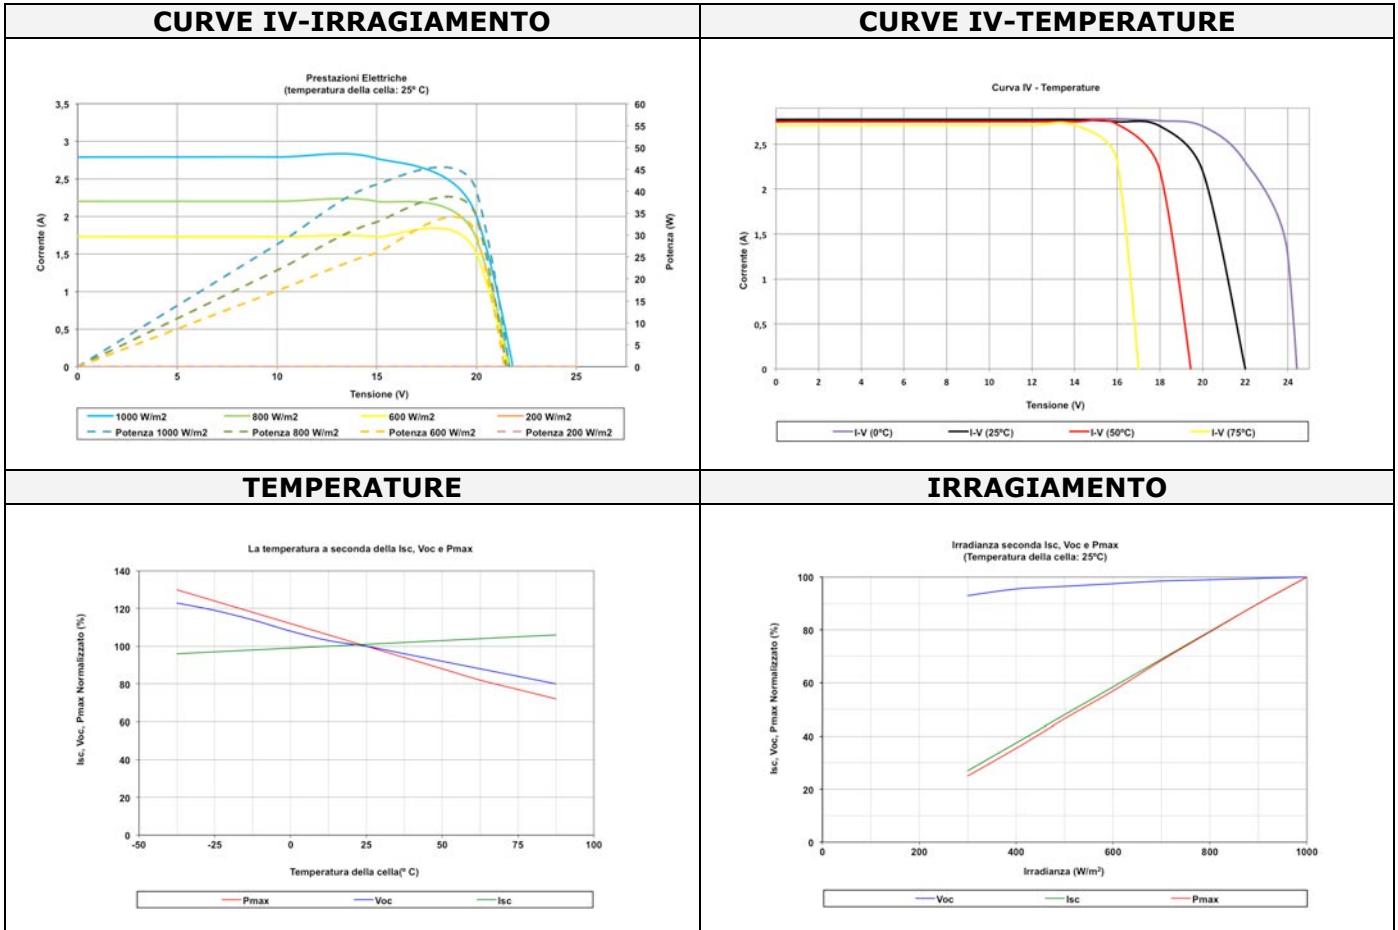 CURVE IV-IRRAGIAMENTO
CURVE IV-TEMPERATURE
Prestazioni Elettriche
(temperatura della cella: 25º C)
3,5
3
2,5
2
1,5
1
0,5
0
Corrente (A)
60
55
50
45
40
35
30
25
20
15
10
5
0
Potenza (W)
0 5 10 15 20 25
Tensione (V)
1000 W/m2 800 W/m2 600 W/m2 200 W/m2
Potenza 1000 W/m2 Potenza 800 W/m2 Potenza 600 W/m2 Potenza 200 W/m2
Curva IV - Temperature
2,5
2
1,5
1
0,5
0
Corrente (A)
0 2 4 6 8 10 12 14 16 18 20 22 24
Tensione (V)
I-V (0ºC) I-V (25ºC) I-V (50ºC) I-V (75ºC)
TEMPERATURE
IRRAGIAMENTO
La temperatura a seconda della Isc, Voc e Pmax
140
120
100
80
60
40
20
0
Isc, Voc, Pmax Normalizzato (%)
-50 -25 0 25 50 75 100
Temperatura della cella(º C)
Pmax Voc Isc
Irradianza seconda Isc, Voc e Pmax
(Temperatura della cella: 25ºC)
100
80
60
40
20
0
Isc, Voc, Pmax Normalizzato (%)
0 200 400 600 800 1000
Irradianza (W/m²)
Voc Isc Pmax